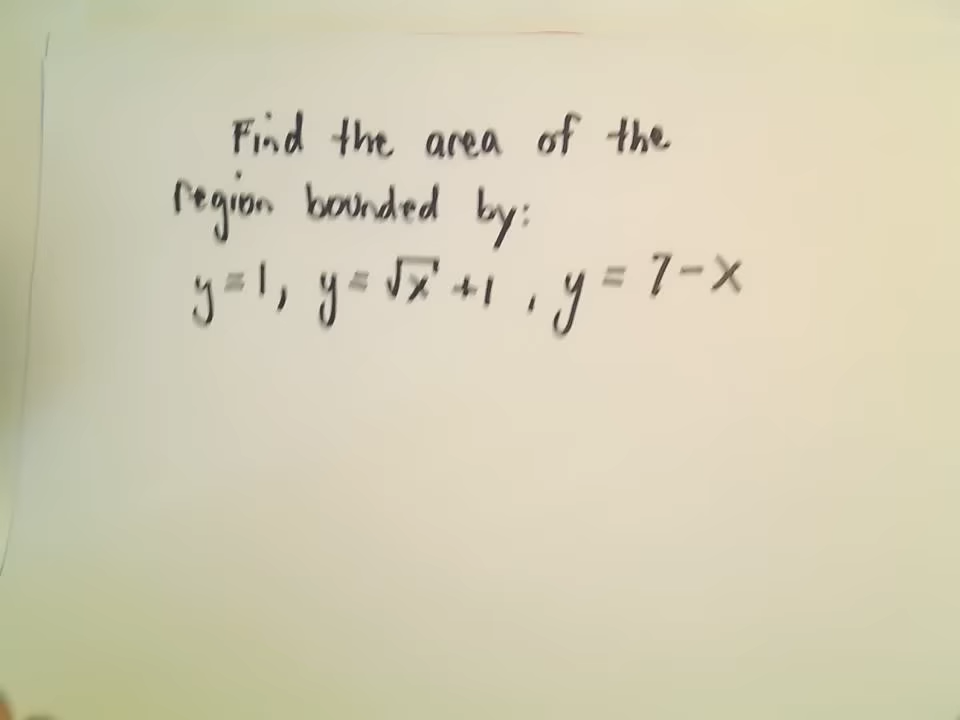 Find the area of the
region bounded by:
y=1, y=√x +1, y = 7-x